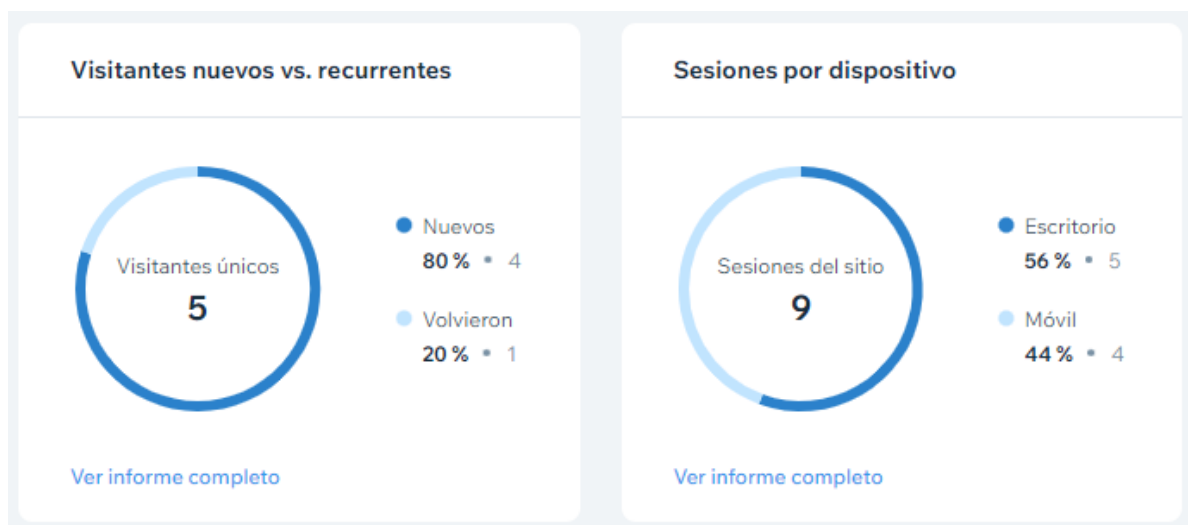 Visitantes nuevos vs. recurrentes
Visitantes únicos
5
Nuevos
80 % • 4
Volvieron
20 % • 1
Ver informe completo
Sesiones por dispositivo
Sesiones del sitio
9
Escritorio
56 % • 5
Móvil
44 % • 4
Ver informe completo